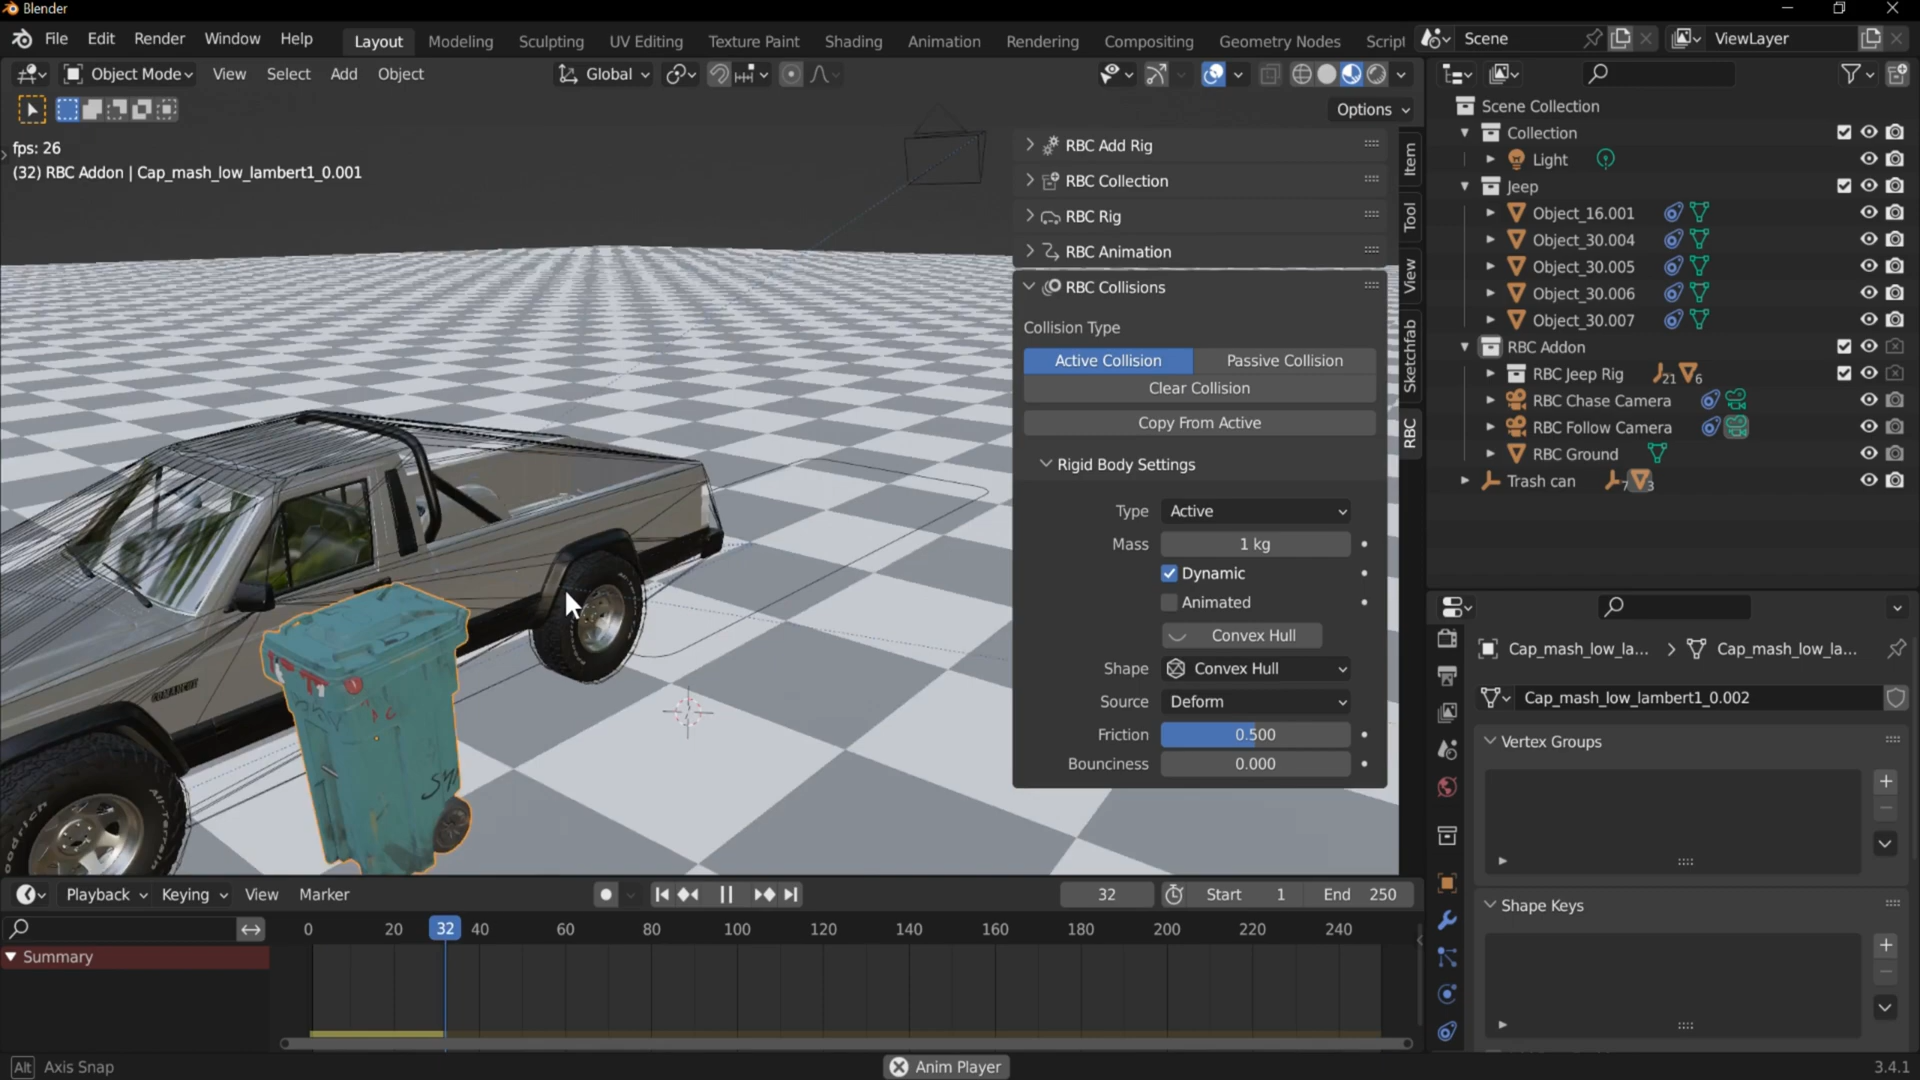 Blender
File Edit Render Window Help Layout Modeling Sculpting UV Editing Texture Paint Shading Animation Rendering Compositing Geometry Nodes Script Scene ViewLayer
Object Mode View Select Add Object Global
Options
fps: 26
(32) RBC Addon | Cap_mash_low_lambert1_0.001
RBC Add Rig
RBC Collection
RBC Rig
RBC Animation
RBC Collisions
Collision Type
Active Collision Passive Collision
Clear Collision
Copy From Active
Rigid Body Settings
Type Active
Mass 1 kg
Dynamic
Animated
Convex Hull
Shape Convex Hull
Source Deform
Friction 0.500
Bounciness 0.000
Item
Tool
View
Sketchfab
RBC
Scene Collection
Collection
Light
Jeep
Object_16.001
Object_30.004
Object_30.005
Object_30.006
Object_30.007
RBC Addon
RBC Jeep Rig 21 6
RBC Chase Camera
RBC Follow Camera
RBC Ground
Trash can 7 3
Cap_mash_low_la... Cap_mash_low_la...
Cap_mash_low_lambert1_0.002
Vertex Groups
Shape Keys
COMANCHE
All-Terrain
Playback Keying View Marker 32 Start 1 End 250
0 20 32 40 60 80 100 120 140 160 180 200 220 240
Summary
Alt Axis Snap Anim Player 3.4.1